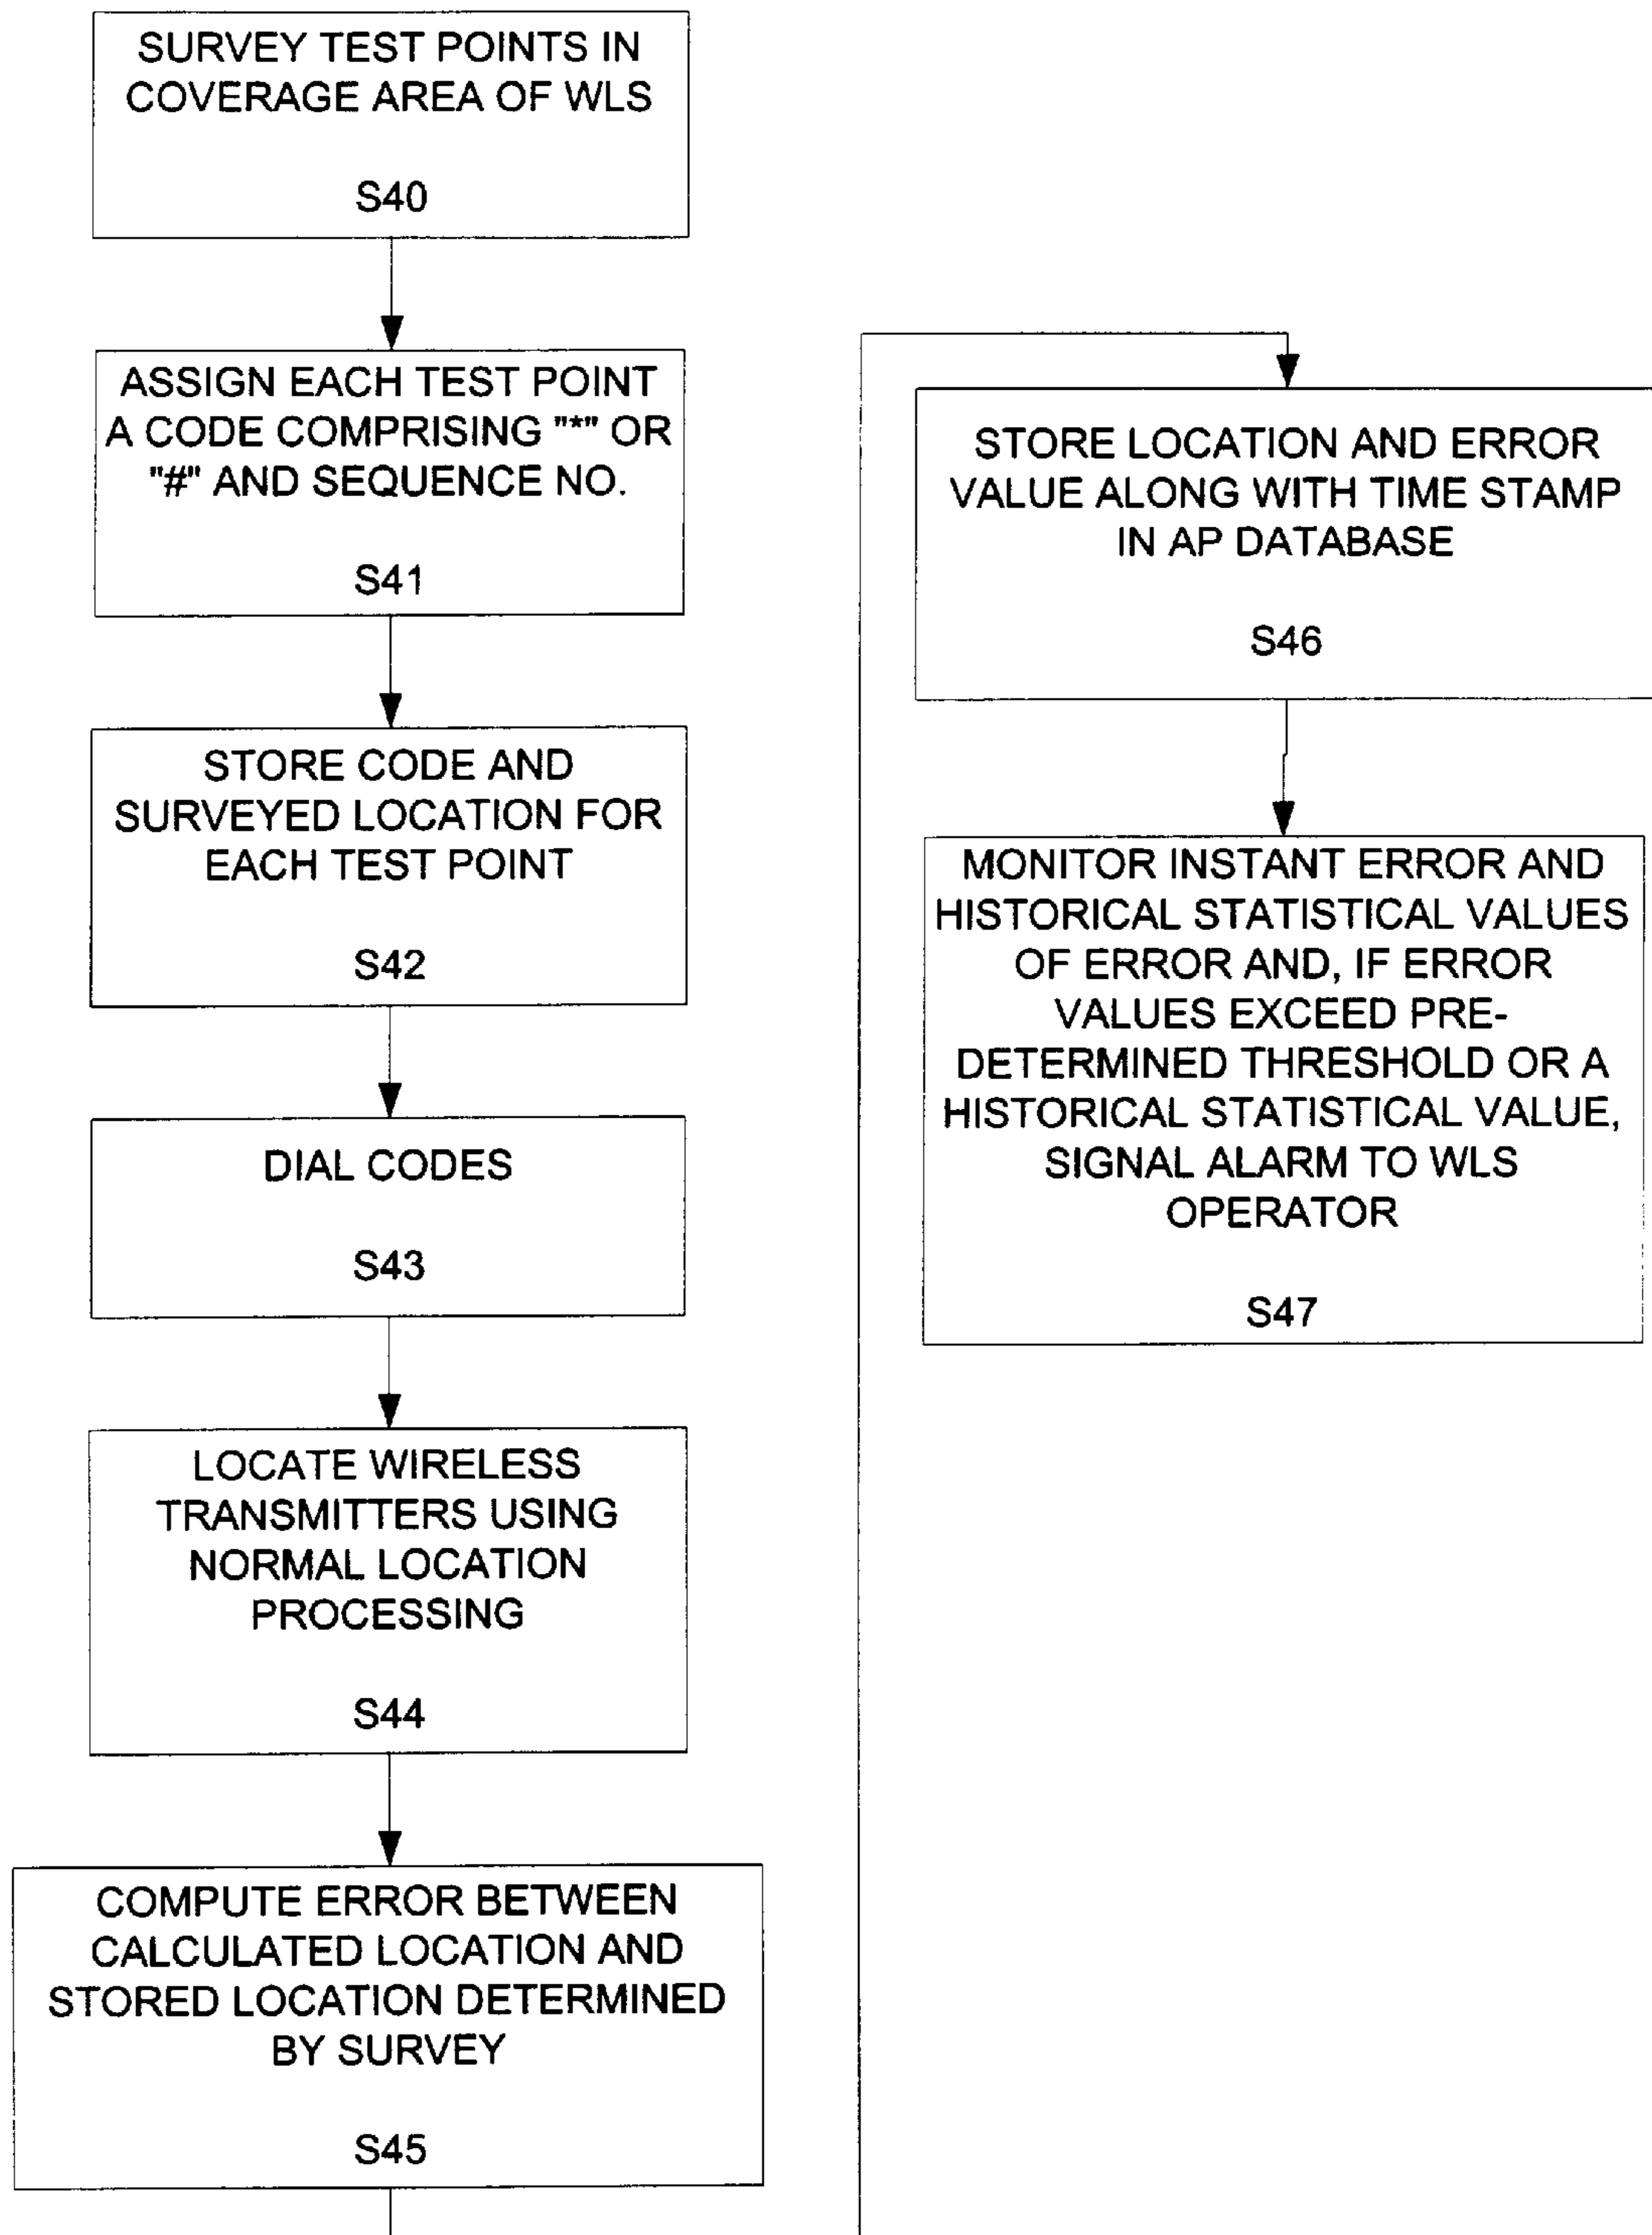 SURVEY TEST POINTS IN
COVERAGE AREA OF WLS
S40
ASSIGN EACH TEST POINT
A CODE COMPRISING "*" OR
"#" AND SEQUENCE NO.
S41
STORE CODE AND
SURVEYED LOCATION FOR
EACH TEST POINT
S42
DIAL CODES
S43
LOCATE WIRELESS
TRANSMITTERS USING
NORMAL LOCATION
PROCESSING
S44
COMPUTE ERROR BETWEEN
CALCULATED LOCATION AND
STORED LOCATION DETERMINED
BY SURVEY
S45
STORE LOCATION AND ERROR
VALUE ALONG WITH TIME STAMP
IN AP DATABASE
S46
MONITOR INSTANT ERROR AND
HISTORICAL STATISTICAL VALUES
OF ERROR AND, IF ERROR
VALUES EXCEED PRE-
DETERMINED THRESHOLD OR A
HISTORICAL STATISTICAL VALUE,
SIGNAL ALARM TO WLS
OPERATOR
S47